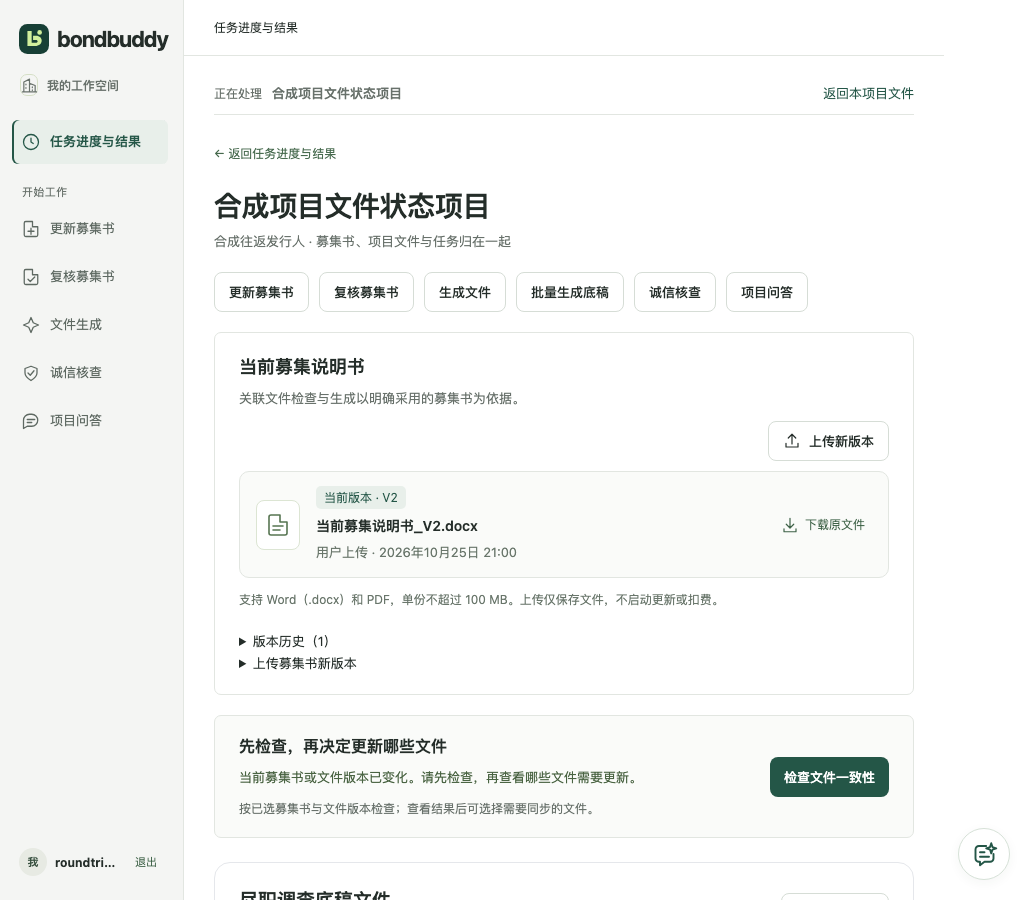 bondbuddy
我的工作空间
任务进度与结果
开始工作
更新募集书
复核募集书
文件生成
诚信核查
项目问答
我 roundtri... 退出
任务进度与结果
正在处理 合成项目文件状态项目 返回本项目文件
← 返回任务进度与结果
合成项目文件状态项目
合成往返发行人 · 募集书、项目文件与任务归在一起
更新募集书 复核募集书 生成文件 批量生成底稿 诚信核查 项目问答
当前募集说明书
关联文件检查与生成以明确采用的募集书为依据。
上传新版本
当前版本 · V2
当前募集说明书_V2.docx
用户上传 · 2026年10月25日 21:00
下载原文件
支持 Word（.docx）和 PDF，单份不超过 100 MB。上传仅保存文件，不启动更新或扣费。
▶ 版本历史（1）
▶ 上传募集书新版本
先检查，再决定更新哪些文件
当前募集书或文件版本已变化。请先检查，再查看哪些文件需要更新。
按已选募集书与文件版本检查；查看结果后可选择需要同步的文件。
检查文件一致性
尽职调查底稿文件